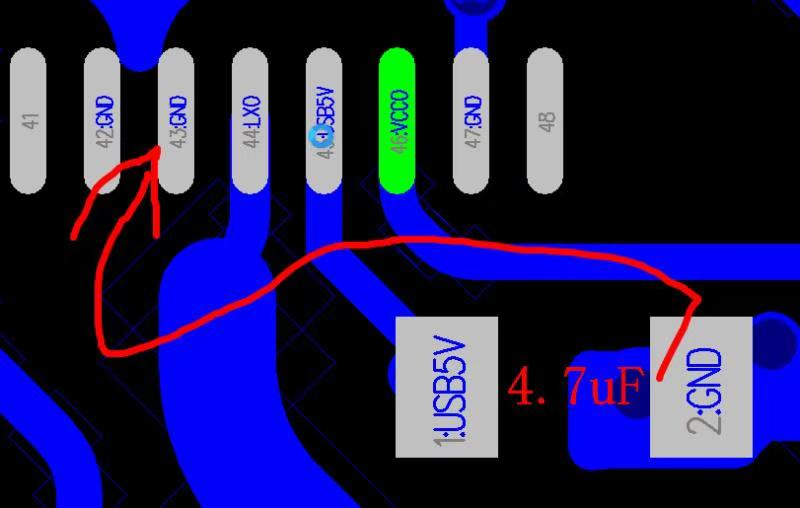 41
42:GND
43:GND
44:LX0
45:USB5V
46:VCC0
47:GND
48
1:USB5V
4.7uF
2:GND